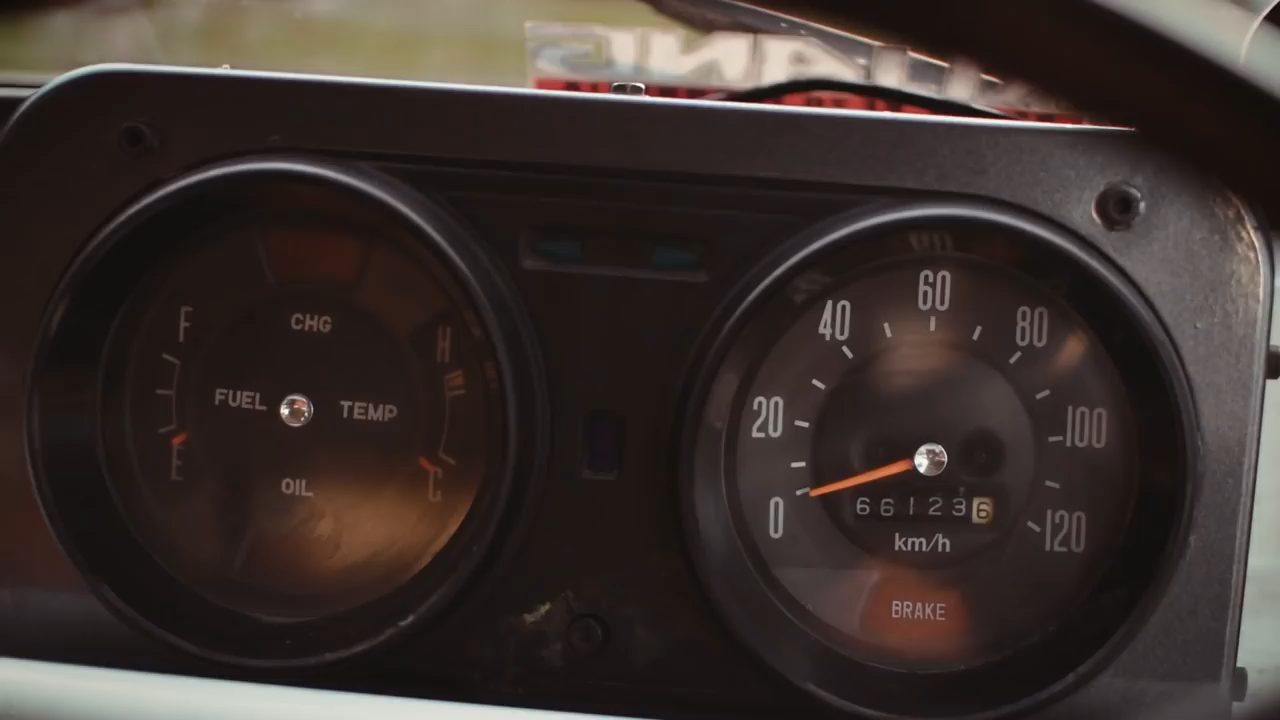 F
CHG
H
FUEL
TEMP
E
OIL
C
60
40
80
20
100
0
661236
120
km/h
BRAKE